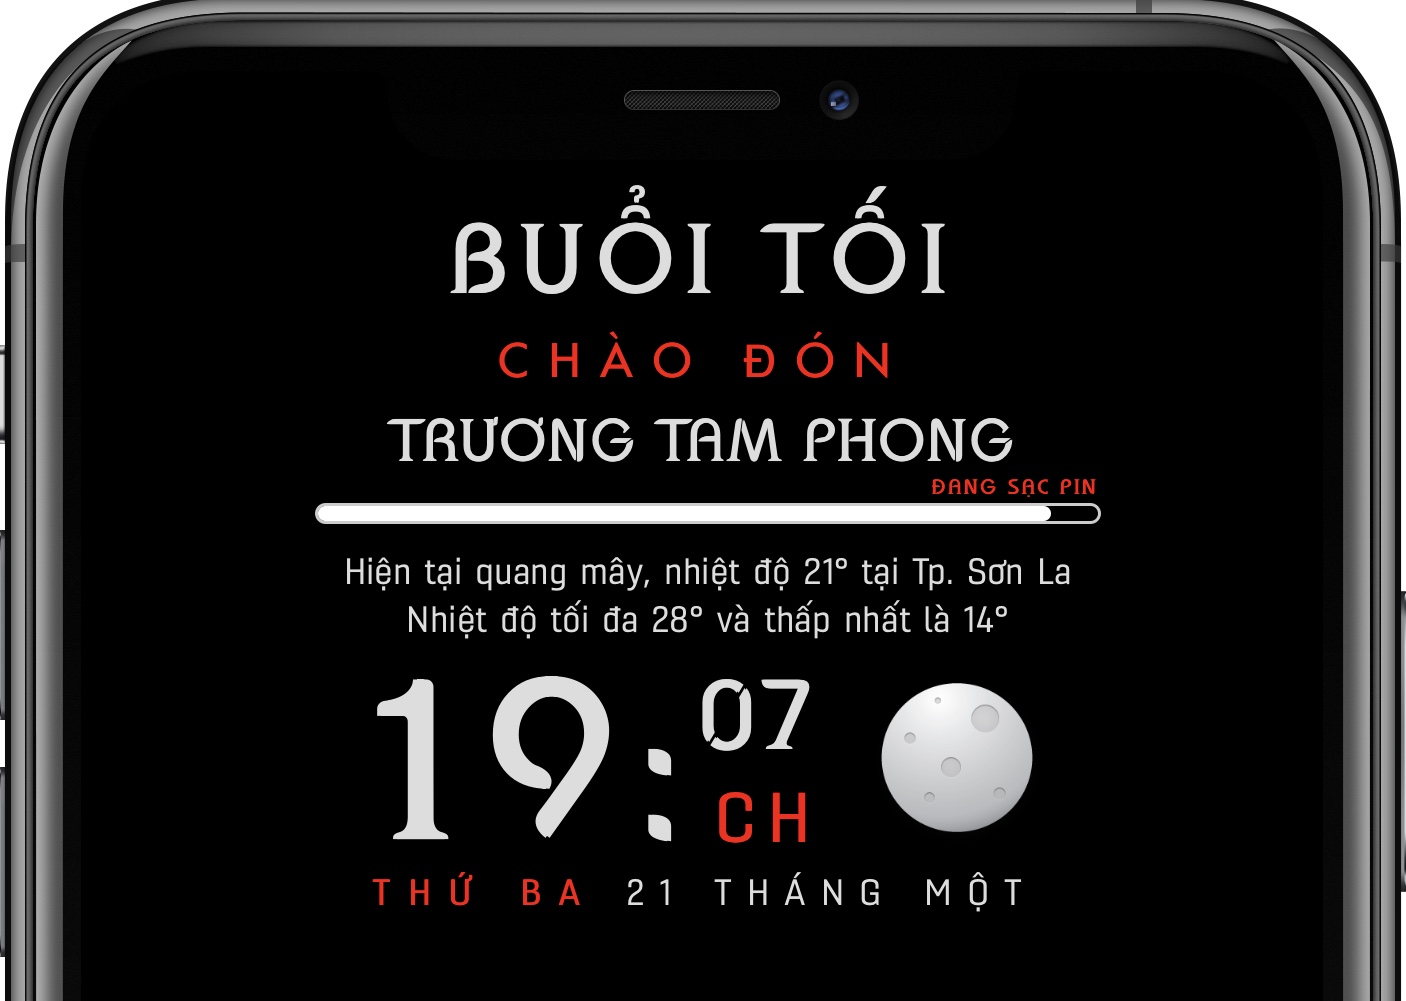 BUỔI TỐI
CHÀO ĐÓN
TRƯƠNG TAM PHONG
ĐANG SẠC PIN
Hiện tại quang mây, nhiệt độ 21° tại Tp. Sơn La
Nhiệt độ tối đa 28° và thấp nhất là 14°
19:07
CH
THỨ BA 21 THÁNG MỘT